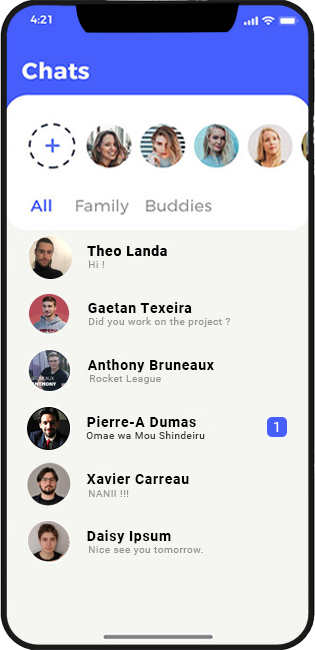 4:21
Chats
All Family Buddies
Theo Landa
Hi !
Gaetan Texeira
Did you work on the project ?
Anthony Bruneaux
Rocket League
ANTHONY
Pierre-A Dumas
Omae wa Mou Shindeiru
1
Xavier Carreau
NANII !!!
Daisy Ipsum
Nice see you tomorrow.